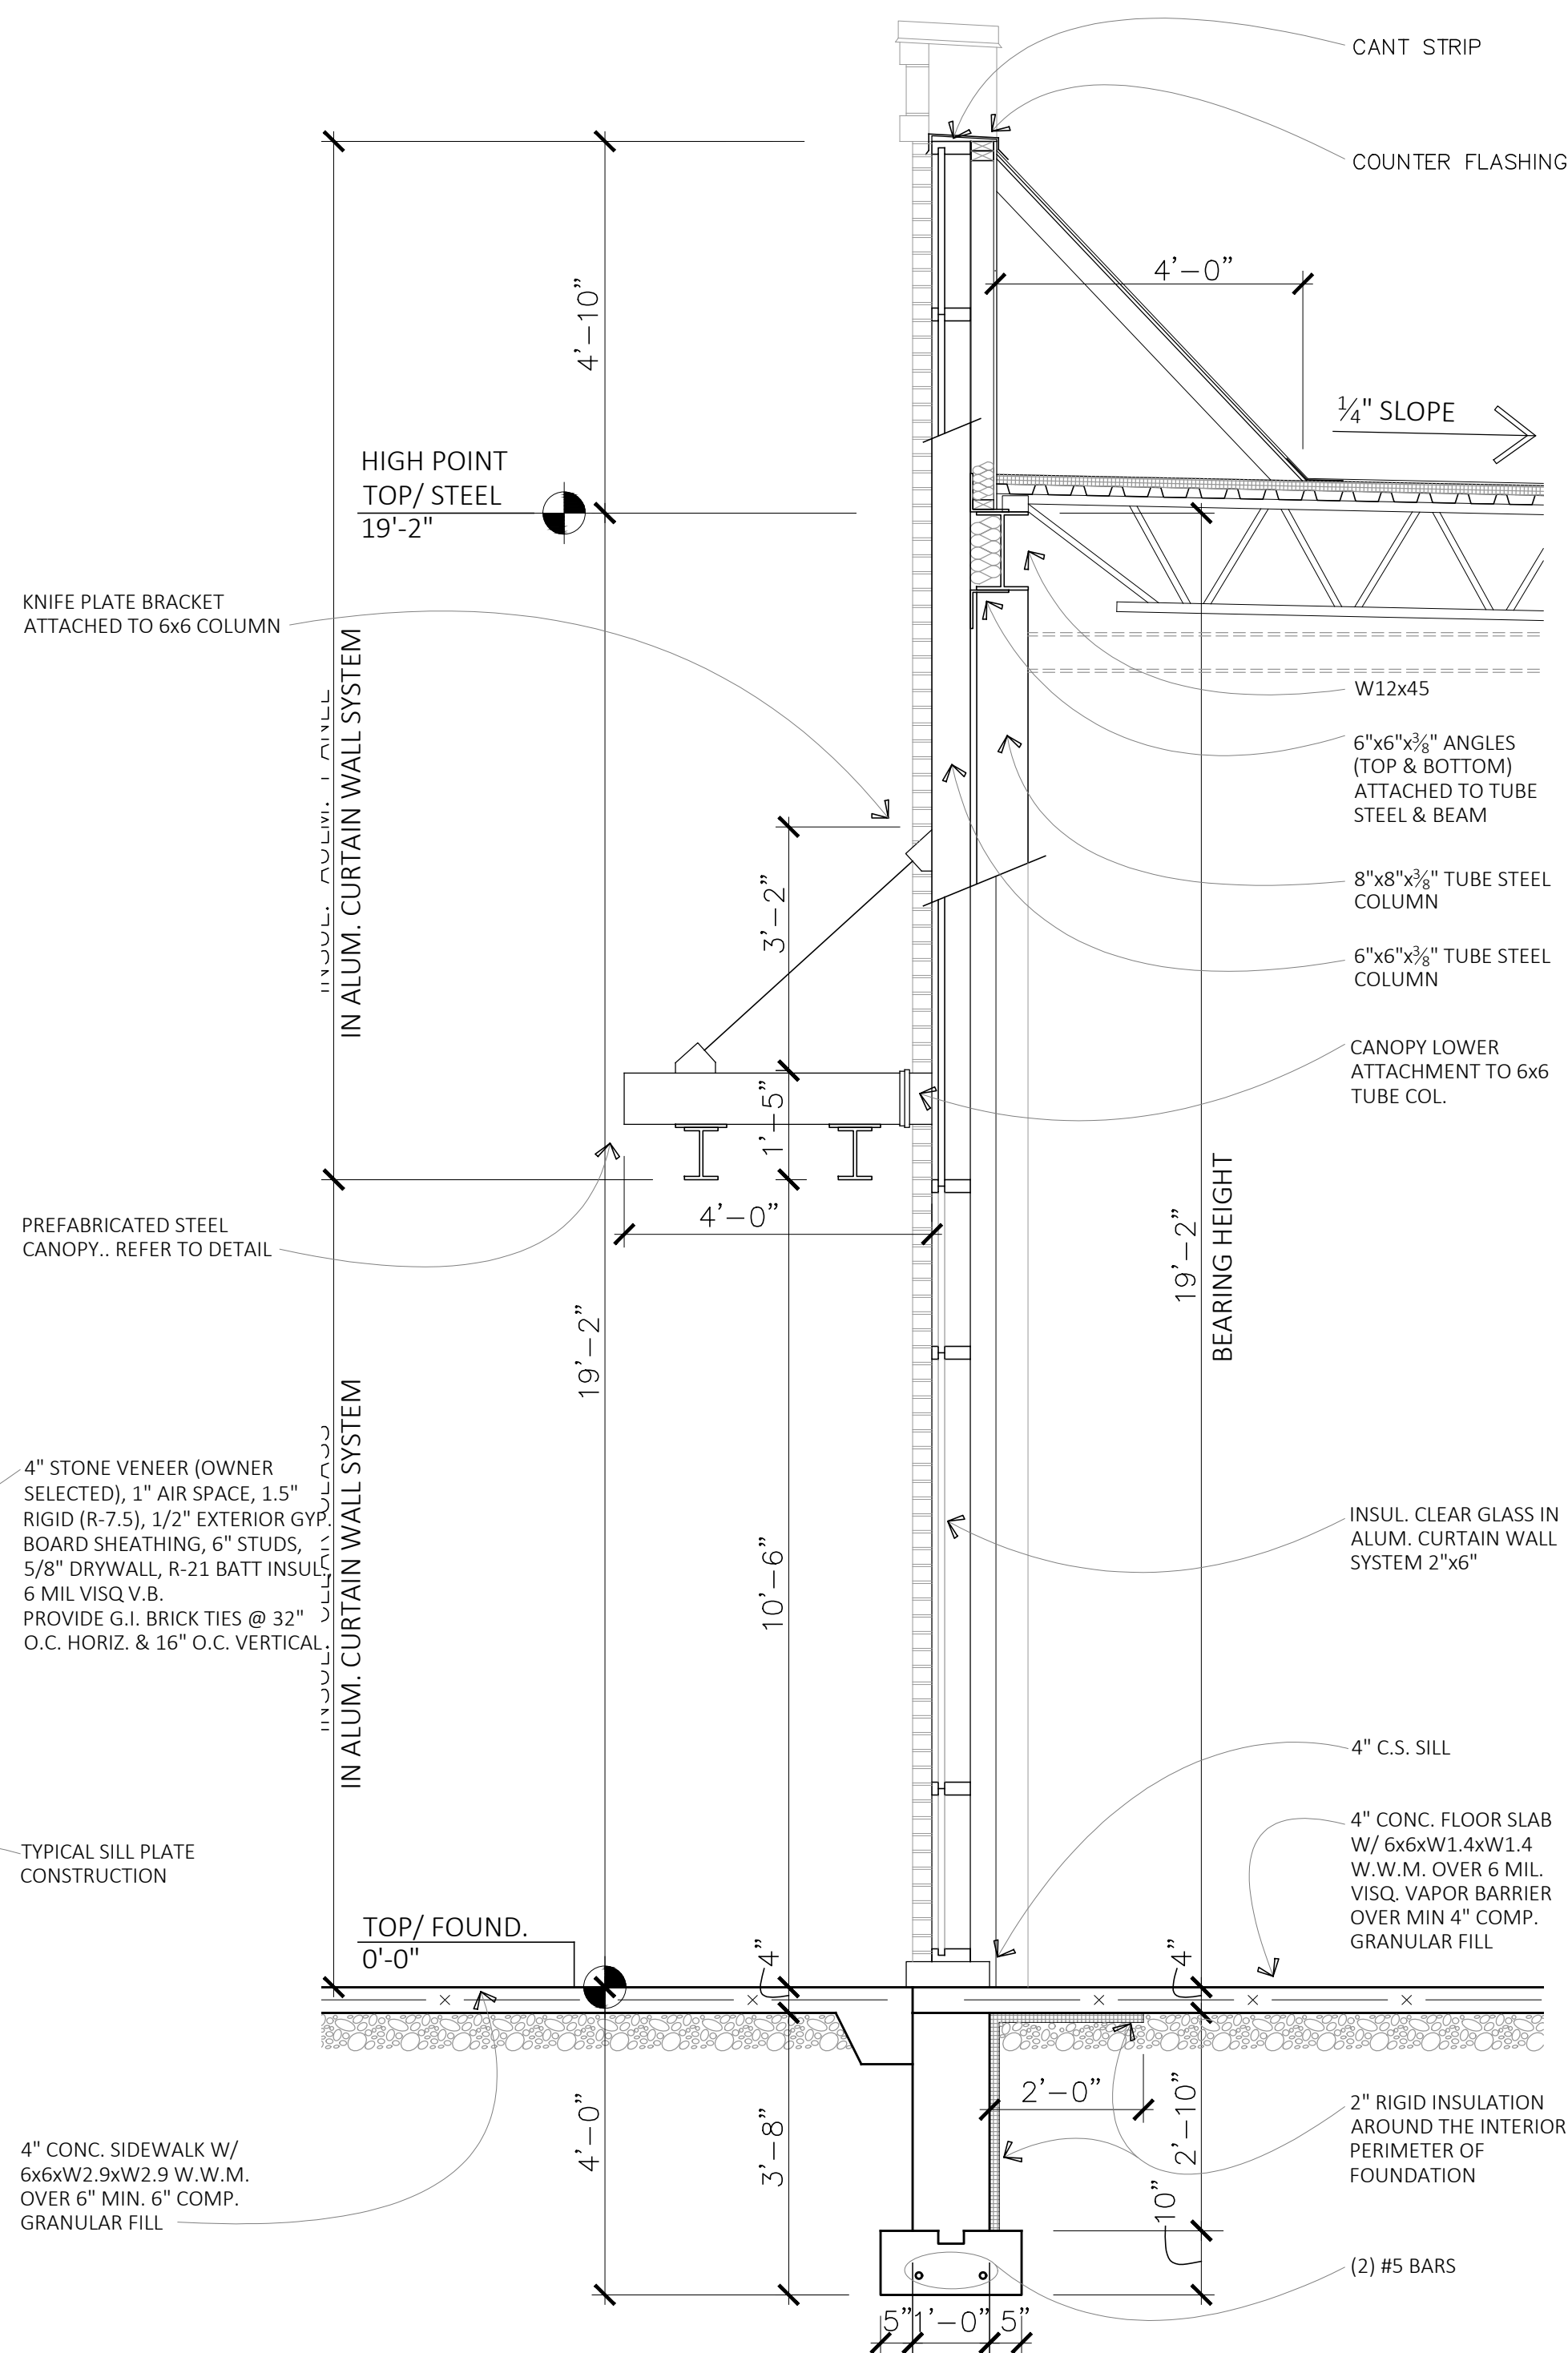 CANT STRIP
COUNTER FLASHING
4'-0"
4'-10"
1/4" SLOPE
HIGH POINT
TOP/ STEEL
19'-2"
KNIFE PLATE BRACKET
ATTACHED TO 6x6 COLUMN
IN ALUM. CURTAIN WALL SYSTEM
W12x45
6"x6"x3/8" ANGLES
(TOP & BOTTOM)
ATTACHED TO TUBE
STEEL & BEAM
8"x8"x3/8" TUBE STEEL
COLUMN
3'-2"
6"x6"x3/8" TUBE STEEL
COLUMN
CANOPY LOWER
ATTACHMENT TO 6x6
TUBE COL.
1'-5"
4'-0"
PREFABRICATED STEEL
CANOPY.. REFER TO DETAIL
19'-2"
BEARING HEIGHT
19'-2"
4" STONE VENEER (OWNER
SELECTED), 1" AIR SPACE, 1.5"
RIGID (R-7.5), 1/2" EXTERIOR GYP.
BOARD SHEATHING, 6" STUDS,
5/8" DRYWALL, R-21 BATT INSUL,
6 MIL VISQ V.B.
PROVIDE G.I. BRICK TIES @ 32"
O.C. HORIZ. & 16" O.C. VERTICAL.
IN ALUM. CURTAIN WALL SYSTEM
10'-6"
INSUL. CLEAR GLASS IN
ALUM. CURTAIN WALL
SYSTEM 2"x6"
4" C.S. SILL
TYPICAL SILL PLATE
CONSTRUCTION
4" CONC. FLOOR SLAB
W/ 6x6xW1.4xW1.4
W.W.M. OVER 6 MIL.
VISQ. VAPOR BARRIER
OVER MIN 4" COMP.
GRANULAR FILL
TOP/ FOUND.
0'-0"
4"
4"
4'-0"
3'-8"
2'-0"
2'-10"
10"
2" RIGID INSULATION
AROUND THE INTERIOR
PERIMETER OF
FOUNDATION
4" CONC. SIDEWALK W/
6x6xW2.9xW2.9 W.W.M.
OVER 6" MIN. 6" COMP.
GRANULAR FILL
(2) #5 BARS
5" 1'-0" 5"